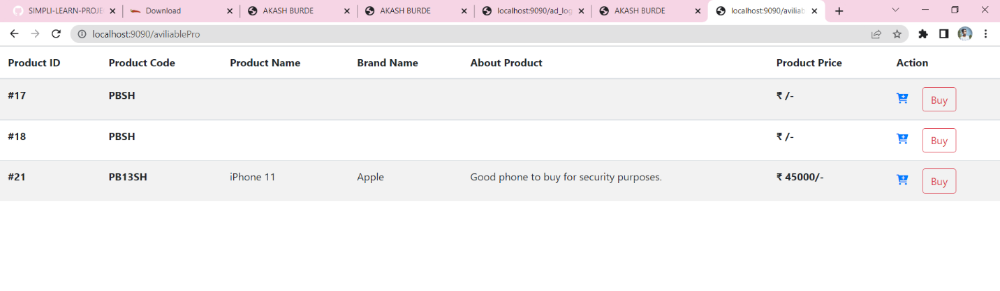 SIMPLI-LEARN-PROJE
Download
AKASH BURDE
AKASH BURDE
localhost:9090/ad_log
AKASH BURDE
localhost:9090/aviliab
localhost:9090/aviliablePro
Product ID Product Code Product Name Brand Name About Product Product Price Action
#17 PBSH ₹ /- Buy
#18 PBSH ₹ /- Buy
#21 PB13SH iPhone 11 Apple Good phone to buy for security purposes. ₹ 45000/- Buy